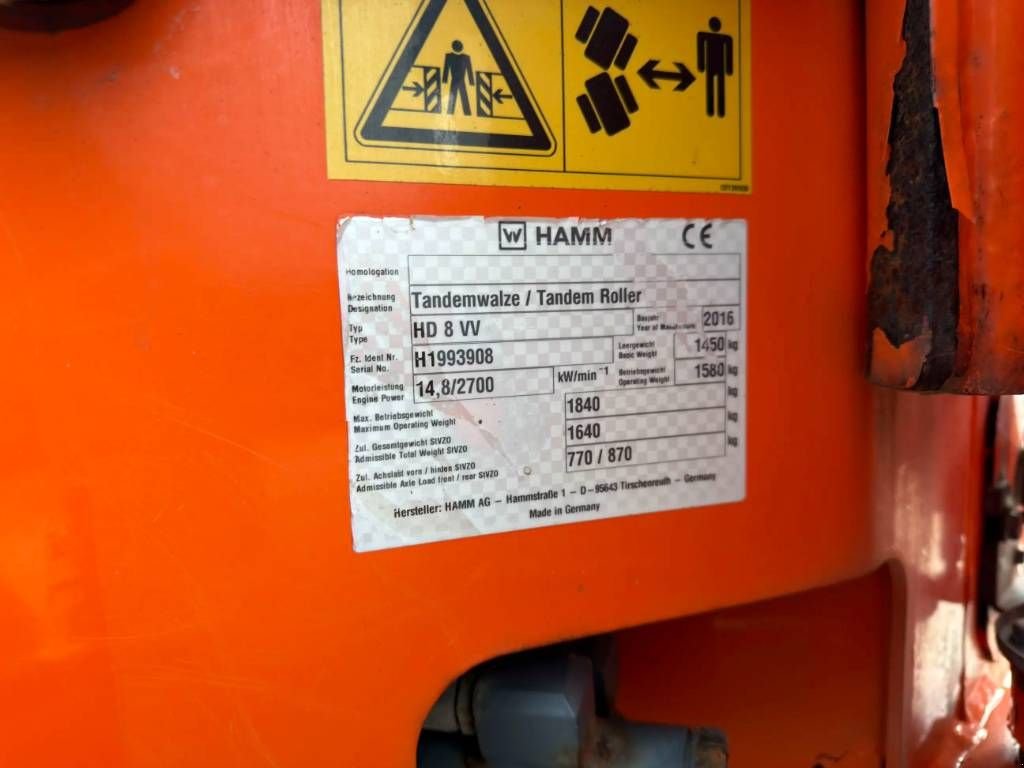 W HAMM CE
Homologation
Bezeichnung
Designation
Tandemwalze / Tandem Roller
Typ
Type
HD 8 VV
Baujahr
Year of Manufacture
2016
Fz. Ident Nr.
Serial No.
H1993908
Leergewicht
Basic Weight
1450 kg
Motorleistung
Engine Power
14,8/2700 kW/min⁻¹
Betriebsgewicht
Operating Weight
1580 kg
Max. Betriebsgewicht
Maximum Operating Weight
1840 kg
Zul. Gesamtgewicht StVZO
Admissible Total Weight StVZO
1640 kg
Zul. Achslast vorn / hinten StVZO
Admissible Axle Load front / rear StVZO
770 / 870 kg
Hersteller: HAMM AG – Hammstraße 1 – D–95643 Tirschenreuth – Germany
Made in Germany